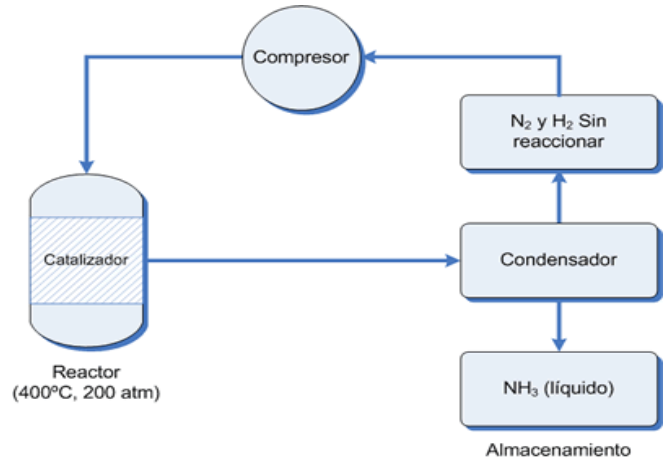 Compresor
N₂ y H₂ Sin
reaccionar
Catalizador
Condensador
Reactor
(400ºC, 200 atm)
NH₃ (líquido)
Almacenamiento